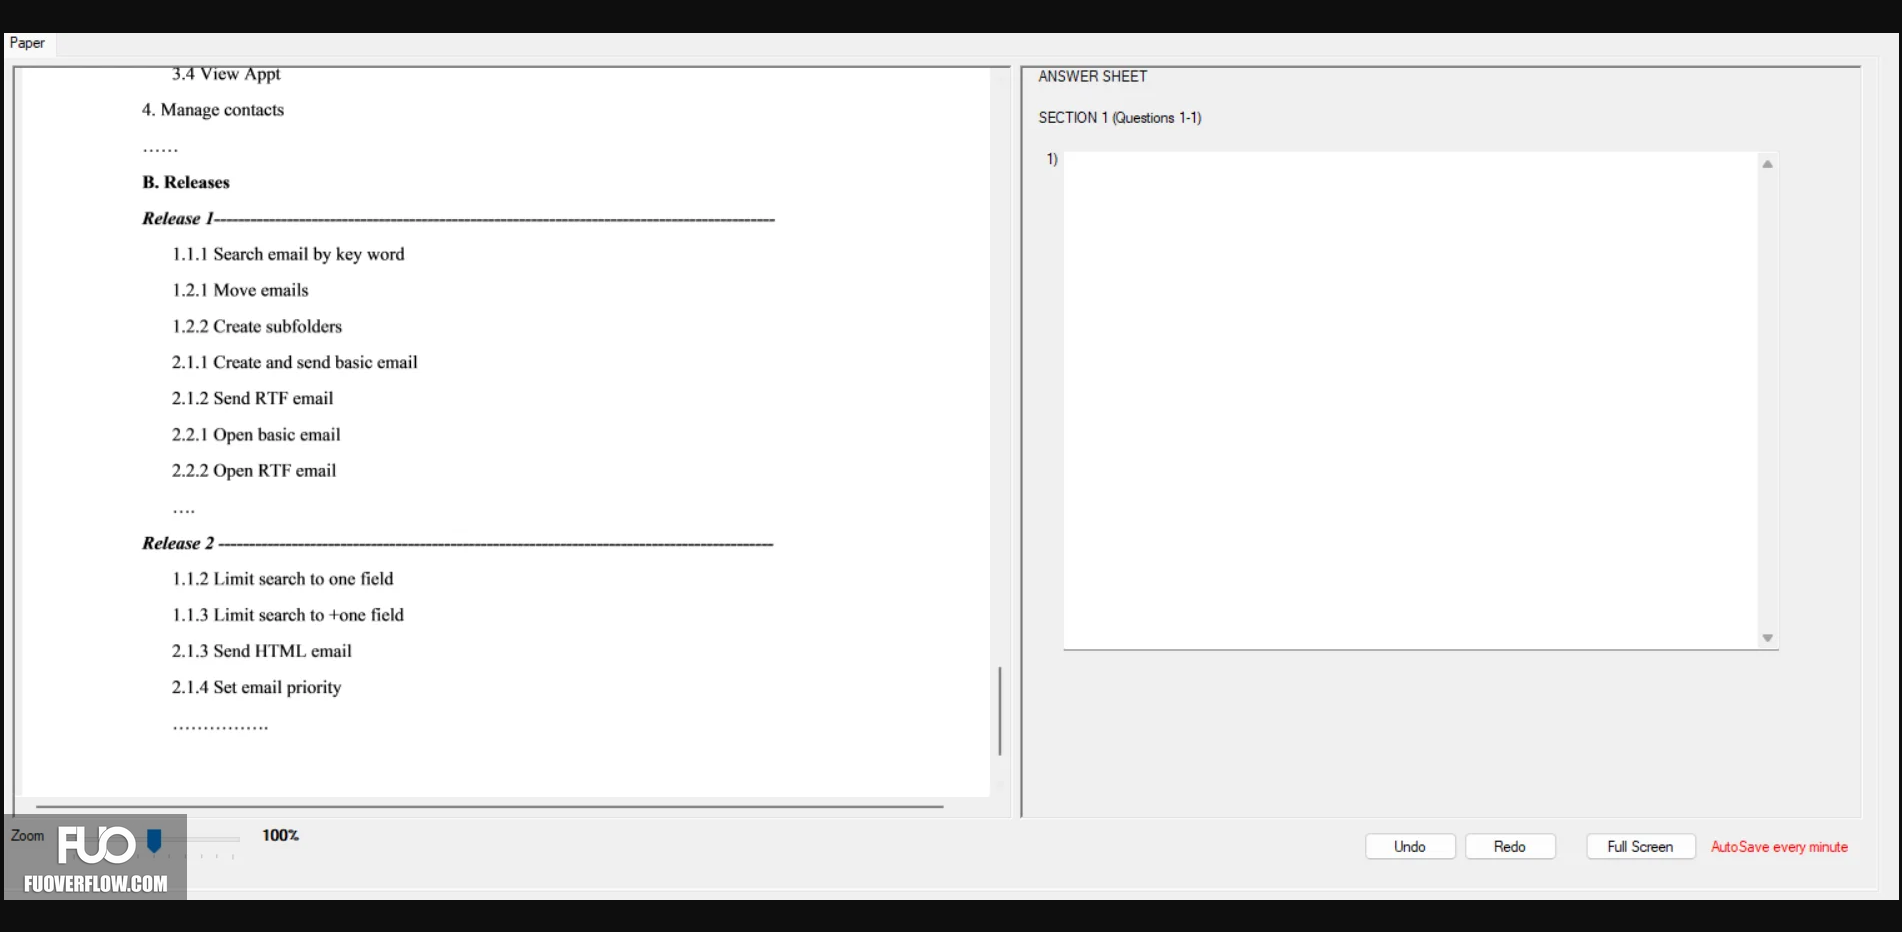 Paper
3.4 View Appt
4. Manage contacts
......
B. Releases
Release 1--------------------------------------------------------------------------------------------
1.1.1 Search email by key word
1.2.1 Move emails
1.2.2 Create subfolders
2.1.1 Create and send basic email
2.1.2 Send RTF email
2.2.1 Open basic email
2.2.2 Open RTF email
....
Release 2 -------------------------------------------------------------------------------------------
1.1.2 Limit search to one field
1.1.3 Limit search to +one field
2.1.3 Send HTML email
2.1.4 Set email priority
................
ANSWER SHEET
SECTION 1 (Questions 1-1)
1)
Zoom
100%
FUO
FUOVERFLOW.COM
Undo
Redo
Full Screen
AutoSave every minute